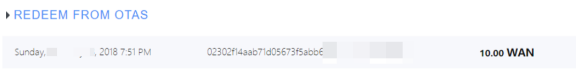 REDEEM FROM OTAS
Sunday, , 2018 7:51 PM 02302f14aab71d05673f5abb6 10.00 WAN